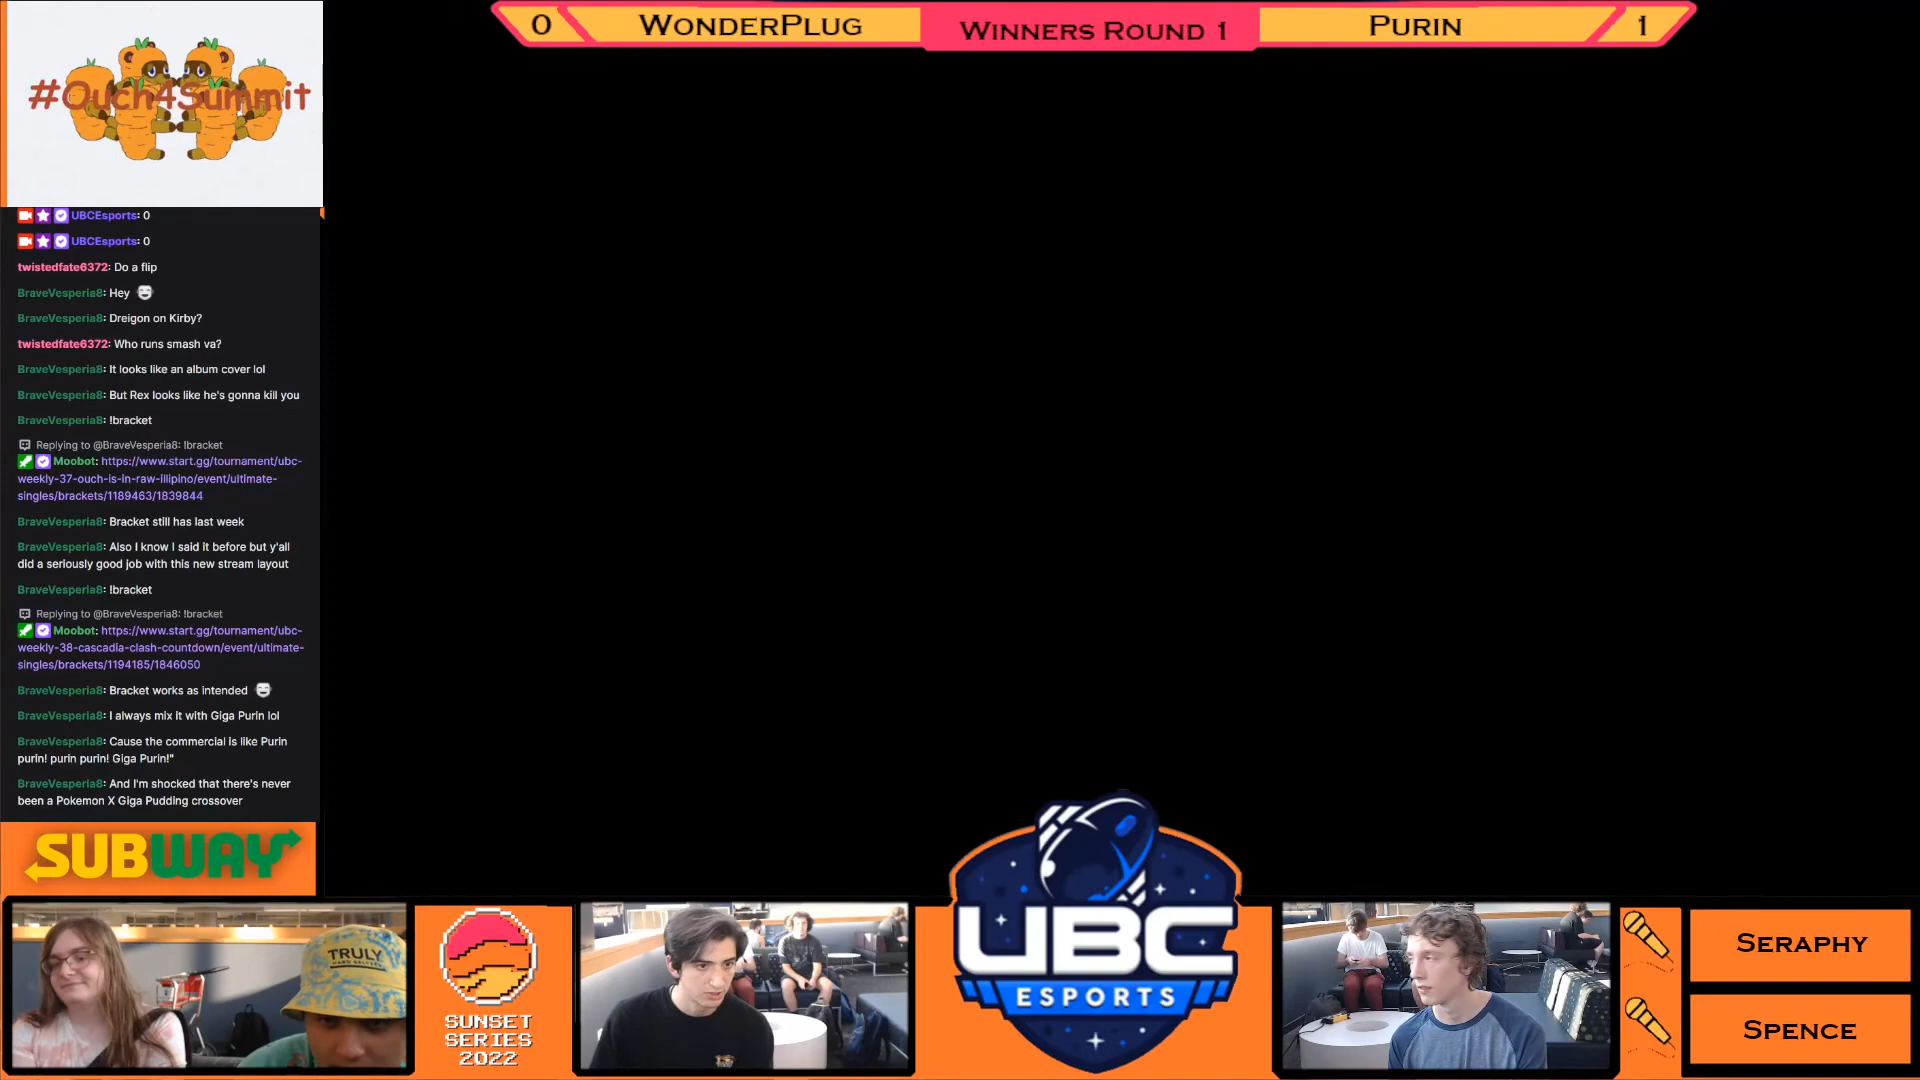 0
WonderPlug
Winners Round 1
Purin
1
#Ouch4Summit
UBCEsports: 0
UBCEsports: 0
twistedfate6372: Do a flip
BraveVesperia8: Hey
BraveVesperia8: Dreigon on Kirby?
twistedfate6372: Who runs smash va?
BraveVesperia8: It looks like an album cover lol
BraveVesperia8: But Rex looks like he's gonna kill you
BraveVesperia8: !bracket
Replying to @BraveVesperia8: !bracket
Moobot: https://www.start.gg/tournament/ubc-
weekly-37-ouch-is-in-raw-illipino/event/ultimate-
singles/brackets/1189463/1839844
BraveVesperia8: Bracket still has last week
BraveVesperia8: Also I know I said it before but y'all
did a seriously good job with this new stream layout
BraveVesperia8: !bracket
Replying to @BraveVesperia8: !bracket
Moobot: https://www.start.gg/tournament/ubc-
weekly-38-cascadia-clash-countdown/event/ultimate-
singles/brackets/1194185/1846050
BraveVesperia8: Bracket works as intended
BraveVesperia8: I always mix it with Giga Purin lol
BraveVesperia8: Cause the commercial is like Purin
purin! purin purin! Giga Purin!"
BraveVesperia8: And I'm shocked that there's never
been a Pokemon X Giga Pudding crossover
SUBWAY
TRULY
HARD SELTZER
SUNSET
SERIES
2022
UBC
ESPORTS
Seraphy
Spence